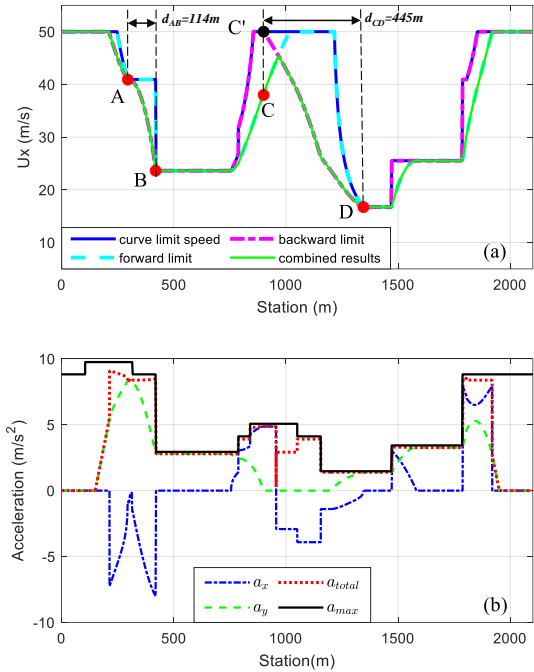 d_AB=114m d_CD=445m
50
40
30
20
10
Ux (m/s)
A
B
C'
C
D
curve limit speed backward limit
forward limit combined results
(a)
0 500 1000 1500 2000
Station (m)
10
5
0
-5
-10
Acceleration (m/s²)
a_x a_total
a_y a_max
(b)
0 500 1000 1500 2000
Station(m)